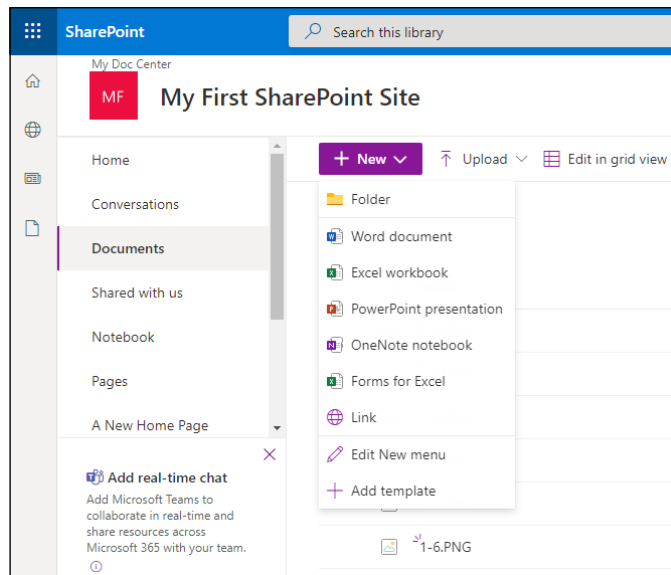 SharePoint
Search this library
My Doc Center
MF
My First SharePoint Site
Home
Conversations
Documents
Shared with us
Notebook
Pages
A New Home Page
Add real-time chat
Add Microsoft Teams to
collaborate in real-time and
share resources across
Microsoft 365 with your team.
New
Upload
Edit in grid view
Folder
Word document
Excel workbook
PowerPoint presentation
OneNote notebook
Forms for Excel
Link
Edit New menu
Add template
1-6.PNG